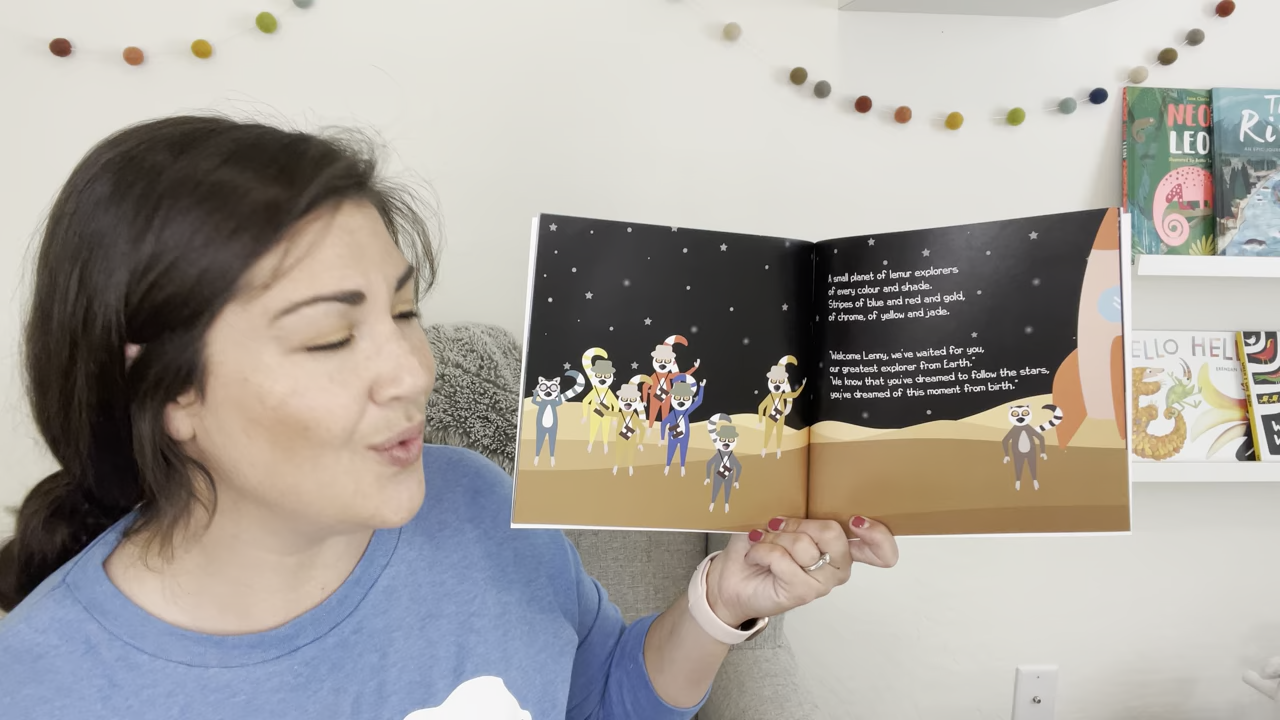 A small planet of lemur explorers
of every colour and shade.
Stripes of blue and red and gold,
of chrome, of yellow and jade.
"Welcome Lenny, we've waited for you,
our greatest explorer from Earth."
"We know that you've dreamed to follow the stars,
you've dreamed of this moment from birth."
NEO
LEO
Ri
ELLO HEL